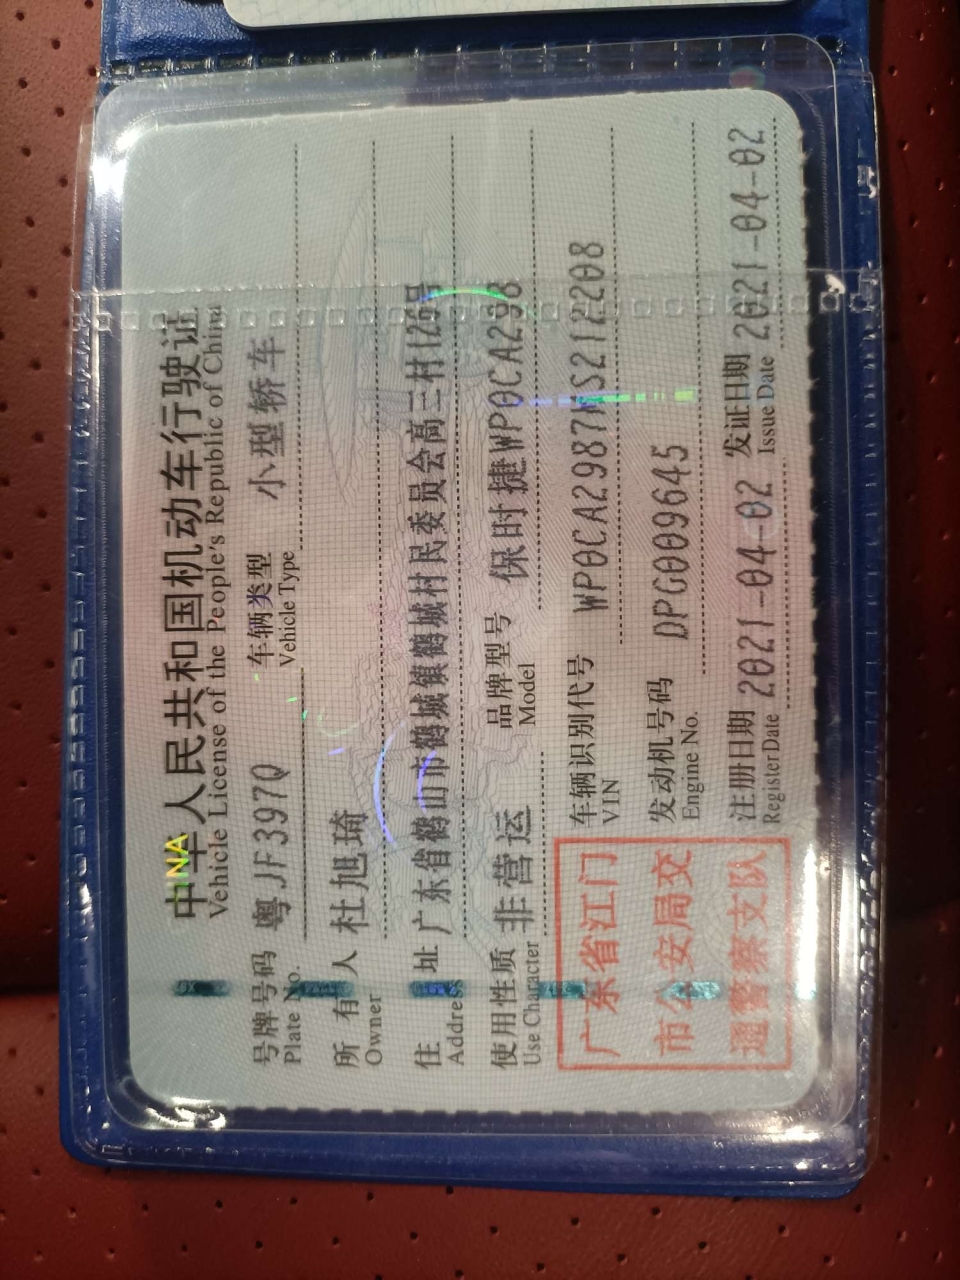 中华人民共和国机动车行驶证
Vehicle License of the People's Republic of China
号牌号码 粤JF397Q 车辆类型 小型轿车
Plate No. Vehicle Type
所有人 杜旭琦
Owner
住址 广东省鹤山市鹤城镇鹤城村民委员会高三村126号
Address
使用性质 非营运 品牌型号 保时捷WP0CA298
Use Character Model
广东省江门
市公安局交
通警察支队
车辆识别代号 WP0CA2987MS212208
VIN
发动机号码 DPG009645
Engine No.
注册日期 2021-04-02 发证日期 2021-04-02
Register Date Issue Date